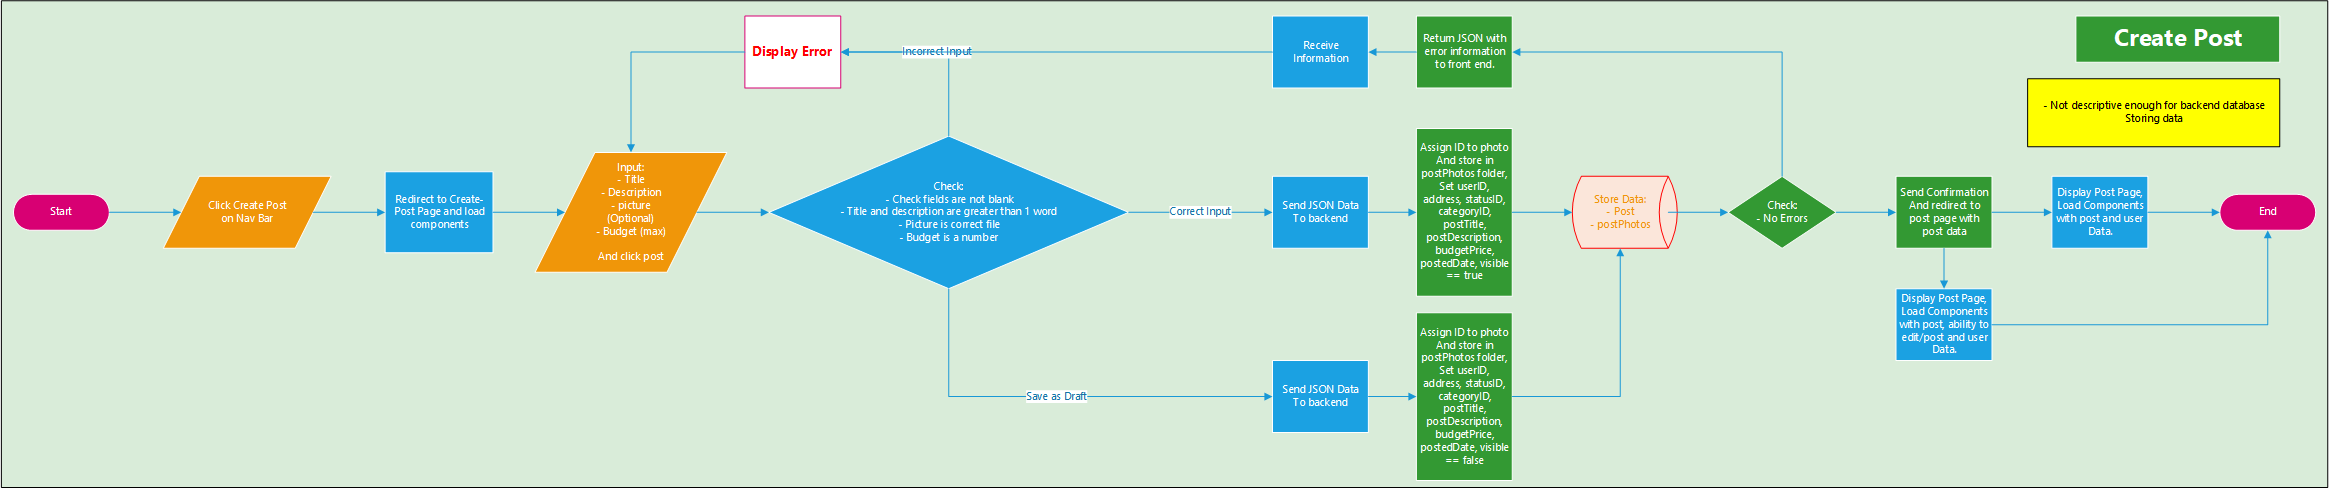 Create Post
- Not descriptive enough for backend database
Storing data
Start
Click Create Post
on Nav Bar
Redirect to Create-
Post Page and load
components
Input:
- Title
- Description
- picture
(Optional)
- Budget (max)
And click post
Display Error
Check:
- Check fields are not blank
- Title and description are greater than 1 word
- Picture is correct file
- Budget is a number
Incorrect Input
Correct Input
Save as Draft
Receive
Information
Return JSON with
error information
to front end.
Send JSON Data
To backend
Assign ID to photo
And store in
postPhotos folder,
Set userID,
address, statusID,
categoryID,
postTitle,
postDescription,
budgetPrice,
postedDate, visible
== true
Send JSON Data
To backend
Assign ID to photo
And store in
postPhotos folder,
Set userID,
address, statusID,
categoryID,
postTitle,
postDescription,
budgetPrice,
postedDate, visible
== false
Store Data:
- Post
- postPhotos
Check:
- No Errors
Send Confirmation
And redirect to
post page with
post data
Display Post Page,
Load Components
with post and user
Data.
Display Post Page,
Load Components
with post, ability to
edit/post and user
Data.
End